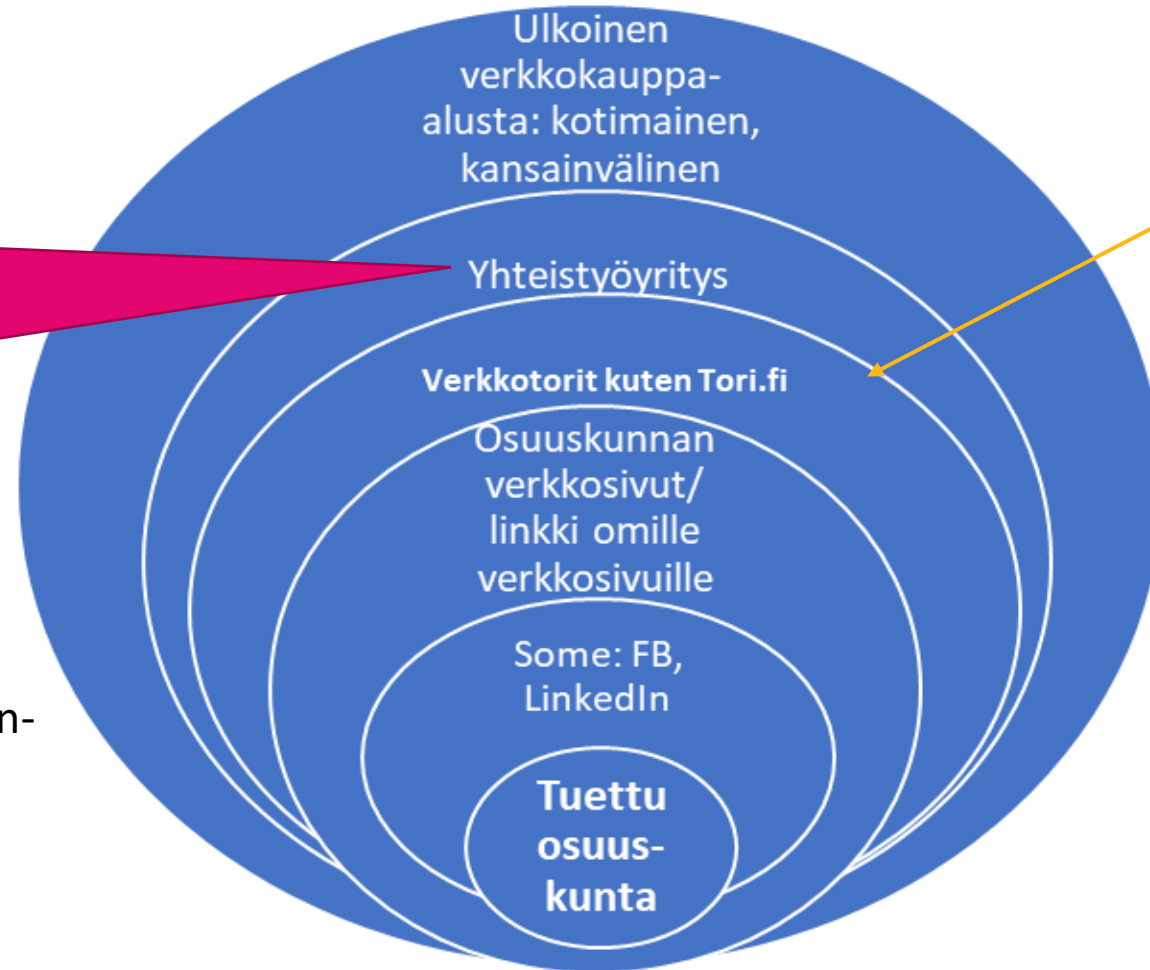 Ulkoinen
verkkokauppa-
alusta: kotimainen,
kansainvälinen
Yhteistyöyritys
Verkkotorit kuten Tori.fi
Osuuskunnan
verkkosivut/
linkki omille
verkkosivuille
Some: FB,
LinkedIn
n-
Tuettu
osuus-
kunta